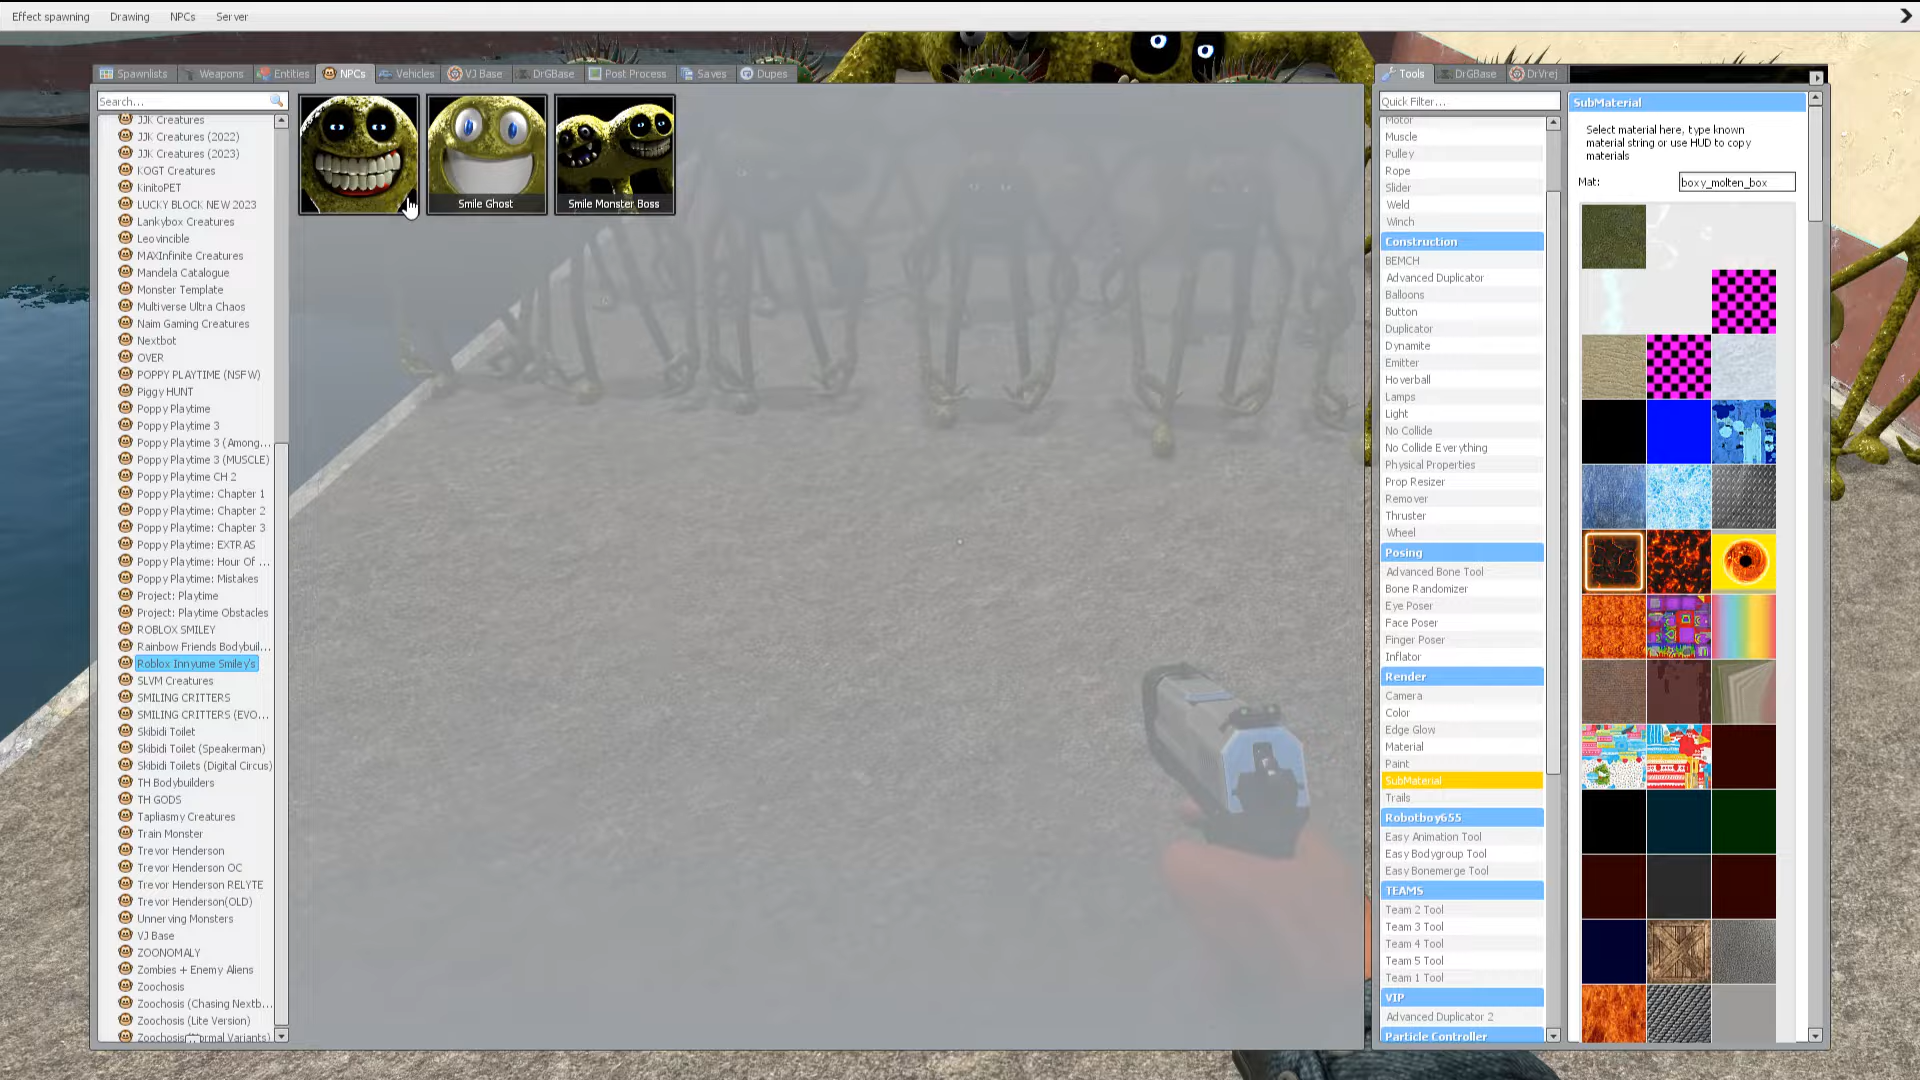 Effect spawning Drawing NPCs Server
Spawnlists Weapons Entities NPCs Vehicles VJ Base DrGBase Post Process Saves Dupes
Search...
JJK Creatures
JJK Creatures (2022)
JJK Creatures (2023)
KOGT Creatures
KinitoPET
LUCKY BLOCK NEW 2023
Lankybox Creatures
Leovincible
MAXInfinite Creatures
Mandela Catalogue
Monster Template
Multiverse Ultra Chaos
Naim Gaming Creatures
Nextbot
OVER
POPPY PLAYTIME (NSFW)
Piggy HUNT
Poppy Playtime
Poppy Playtime 3
Poppy Playtime 3 (Among...
Poppy Playtime 3 (MUSCLE)
Poppy Playtime CH 2
Poppy Playtime: Chapter 1
Poppy Playtime: Chapter 2
Poppy Playtime: Chapter 3
Poppy Playtime: EXTRAS
Poppy Playtime: Hour Of ...
Poppy Playtime: Mistakes
Project: Playtime
Project: Playtime Obstacles
ROBLOX SMILEY
Rainbow Friends Bodybuil...
Roblox Innyume Smiley's
SLVM Creatures
SMILING CRITTERS
SMILING CRITTERS (EVO...
Skibidi Toilet
Skibidi Toilet (Speakerman)
Skibidi Toilets (Digital Circus)
TH Bodybuilders
TH GODS
Tapliasmy Creatures
Train Monster
Trevor Henderson
Trevor Henderson OC
Trevor Henderson RELYTE
Trevor Henderson(OLD)
Unnerving Monsters
VJ Base
ZOONOMALY
Zombies + Enemy Aliens
Zoochosis
Zoochosis (Chasing Nextb...
Zoochosis (Lite Version)
Smile Ghost
Smile Monster Boss
Tools DrGBase DrVrej
Quick Filter...
Motor
Muscle
Pulley
Rope
Slider
Weld
Winch
Construction
BEMCH
Advanced Duplicator
Balloons
Button
Duplicator
Dynamite
Emitter
Hoverball
Lamps
Light
No Collide
No Collide Everything
Physical Properties
Prop Resizer
Remover
Thruster
Wheel
Posing
Advanced Bone Tool
Bone Randomizer
Eye Poser
Face Poser
Finger Poser
Inflator
Render
Camera
Color
Edge Glow
Material
Paint
SubMaterial
Trails
Robotboy655
Easy Animation Tool
Easy Bodygroup Tool
Easy Bonemerge Tool
TEAMS
Team 2 Tool
Team 3 Tool
Team 4 Tool
Team 5 Tool
Team 1 Tool
VIP
Advanced Duplicator 2
Particle Controller
SubMaterial
Select material here, type known
material string or use HUD to copy
materials
Mat: boxy_molten_box